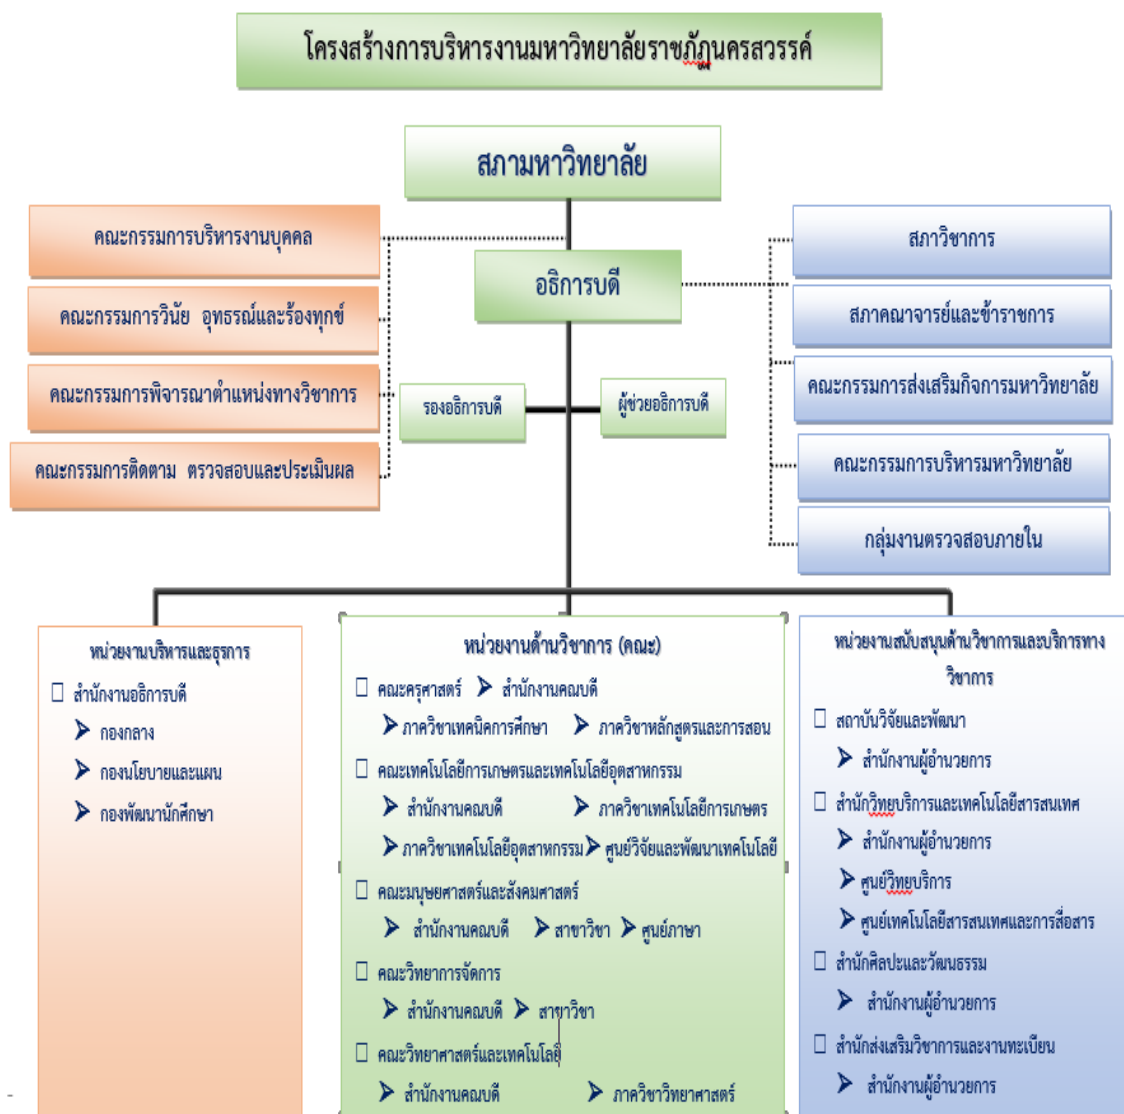 โครงสร้างการบริหารงานมหาวิทยาลัยราชภัฏนครสวรรค์
สภามหาวิทยาลัย
คณะกรรมการบริหารงานบุคคล
คณะกรรมการวินัย อุทธรณ์และร้องทุกข์
คณะกรรมการพิจารณาตำแหน่งทางวิชาการ
คณะกรรมการติดตาม ตรวจสอบและประเมินผล
อธิการบดี
รองอธิการบดี
ผู้ช่วยอธิการบดี
สภาวิชาการ
สภาคณาจารย์และข้าราชการ
คณะกรรมการส่งเสริมกิจการมหาวิทยาลัย
คณะกรรมการบริหารมหาวิทยาลัย
กลุ่มงานตรวจสอบภายใน
หน่วยงานบริหารและธุรการ
สำนักงานอธิการบดี
กองกลาง
กองนโยบายและแผน
กองพัฒนานักศึกษา
หน่วยงานด้านวิชาการ (คณะ)
คณะครุศาสตร์ สำนักงานคณบดี
ภาควิชาเทคนิคการศึกษา ภาควิชาหลักสูตรและการสอน
คณะเทคโนโลยีการเกษตรและเทคโนโลยีอุตสาหกรรม
สำนักงานคณบดี ภาควิชาเทคโนโลยีการเกษตร
ภาควิชาเทคโนโลยีอุตสาหกรรม ศูนย์วิจัยและพัฒนาเทคโนโลยี
คณะมนุษยศาสตร์และสังคมศาสตร์
สำนักงานคณบดี สาขาวิชา ศูนย์ภาษา
คณะวิทยาการจัดการ
สำนักงานคณบดี สาขาวิชา
คณะวิทยาศาสตร์และเทคโนโลยี
สำนักงานคณบดี ภาควิชาวิทยาศาสตร์
หน่วยงานสนับสนุนด้านวิชาการและบริการทาง
วิชาการ
สถาบันวิจัยและพัฒนา
สำนักงานผู้อำนวยการ
สำนักวิทยบริการและเทคโนโลยีสารสนเทศ
สำนักงานผู้อำนวยการ
ศูนย์วิทยบริการ
ศูนย์เทคโนโลยีสารสนเทศและการสื่อสาร
สำนักศิลปะและวัฒนธรรม
สำนักงานผู้อำนวยการ
สำนักส่งเสริมวิชาการและงานทะเบียน
สำนักงานผู้อำนวยการ